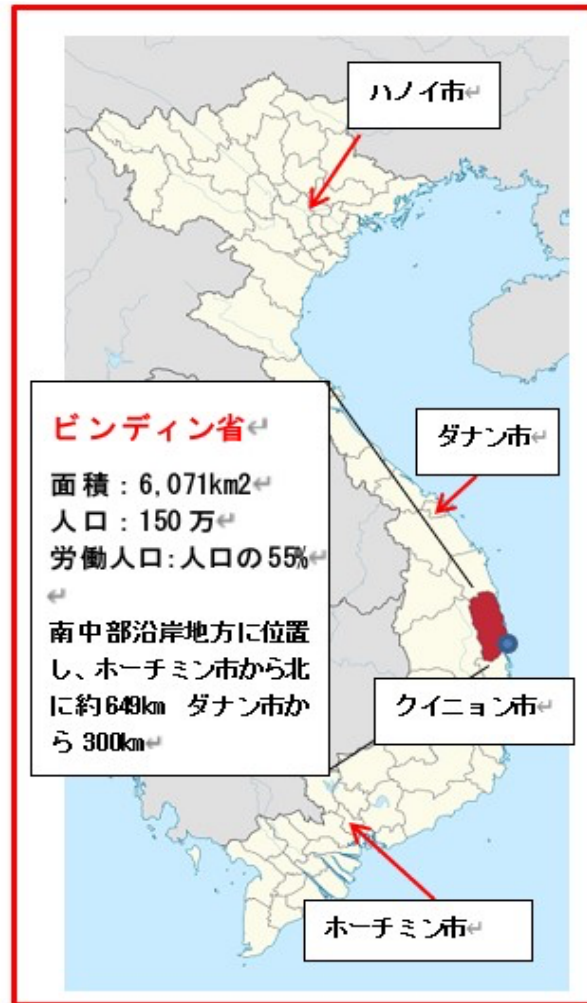 ハノイ市↵
ビンディン省↵
面積：6,071km2↵
人口：150万↵
労働人口：人口の55%↵
↵
南中部沿岸地方に位置
し、ホーチミン市から北
に約649km　ダナン市か
ら300km↵
ダナン市↵
クイニョン市↵
ホーチミン市↵